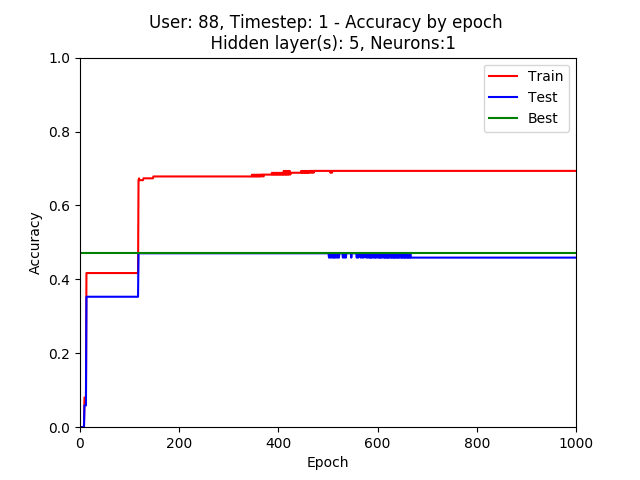 User: 88, Timestep: 1 - Accuracy by epoch
Hidden layer(s): 5, Neurons:1
Train
Test
Best
1.0
0.8
0.6
0.4
0.2
0.0
Accuracy
0 200 400 600 800 1000
Epoch